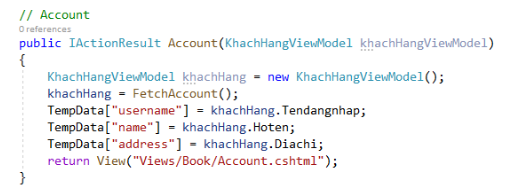 // Account
0 references
public IActionResult Account(KhachHangViewModel khachHangViewModel)
{
KhachHangViewModel khachHang = new KhachHangViewModel();
khachHang = FetchAccount();
TempData["username"] = khachHang.Tendangnhap;
TempData["name"] = khachHang.Hoten;
TempData["address"] = khachHang.Diachi;
return View("Views/Book/Account.cshtml");
}